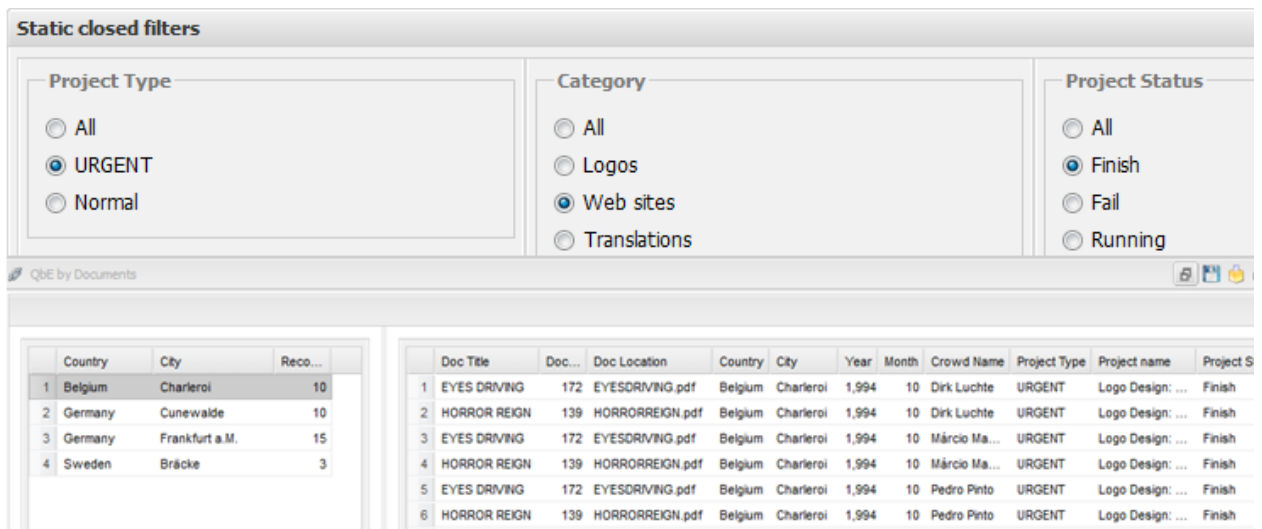 Static closed filters
Project Type Category Project Status
All All All
URGENT Logos Finish
Normal Web sites Fail
Translations Running
QbE by Documents
Country City Reco...
1 Belgium Charleroi 10
2 Germany Cunewalde 10
3 Germany Frankfurt a.M. 15
4 Sweden Bräcke 3
Doc Title Doc... Doc Location Country City Year Month Crowd Name Project Type Project name Project S
1 EYES DRIVING 172 EYESDRIVING.pdf Belgium Charleroi 1,994 10 Dirk Luchte URGENT Logo Design: ... Finish
2 HORROR REIGN 139 HORRORREIGN.pdf Belgium Charleroi 1,994 10 Dirk Luchte URGENT Logo Design: ... Finish
3 EYES DRIVING 172 EYESDRIVING.pdf Belgium Charleroi 1,994 10 Márcio Ma... URGENT Logo Design: ... Finish
4 HORROR REIGN 139 HORRORREIGN.pdf Belgium Charleroi 1,994 10 Márcio Ma... URGENT Logo Design: ... Finish
5 EYES DRIVING 172 EYESDRIVING.pdf Belgium Charleroi 1,994 10 Pedro Pinto URGENT Logo Design: ... Finish
6 HORROR REIGN 139 HORRORREIGN.pdf Belgium Charleroi 1,994 10 Pedro Pinto URGENT Logo Design: ... Finish